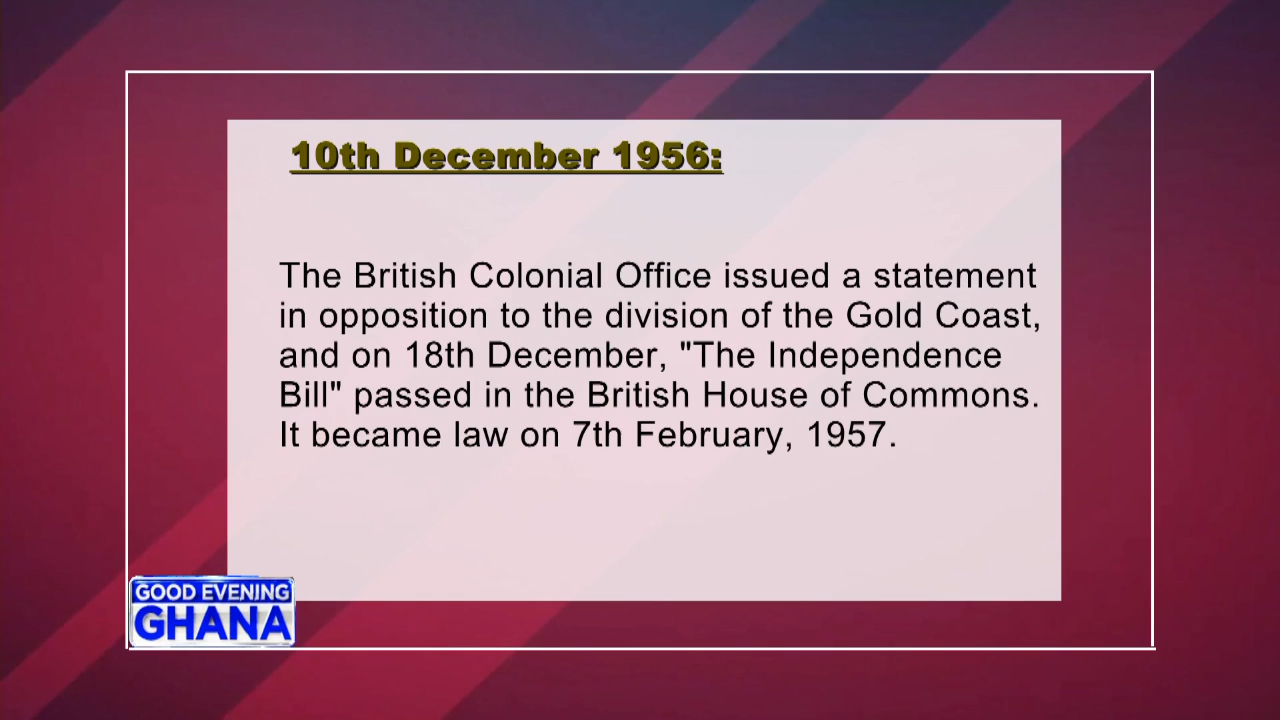 10th December 1956:
The British Colonial Office issued a statement
in opposition to the division of the Gold Coast,
and on 18th December, "The Independence
Bill" passed in the British House of Commons.
It became law on 7th February, 1957.
GOOD EVENING
GHANA